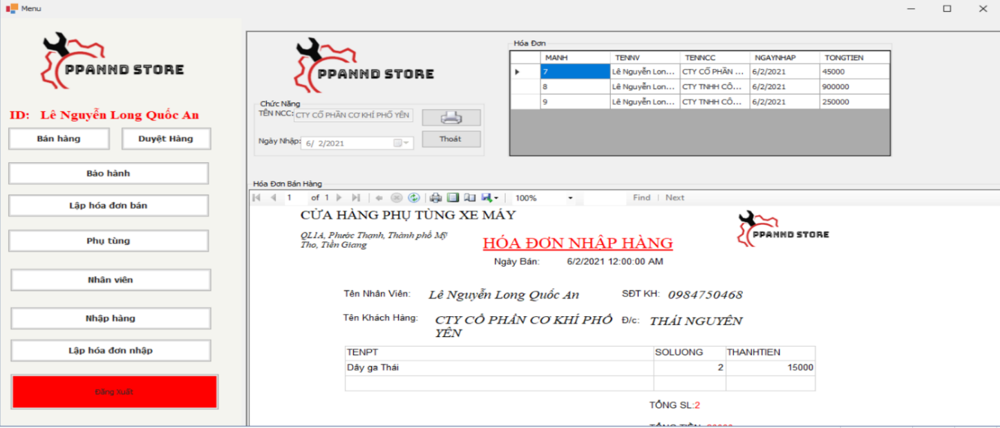 Menu
PPANND STORE
ID: Lê Nguyễn Long Quốc An
Bán hàng
Duyệt Hàng
Bảo hành
Lập hóa đơn bán
Phụ tùng
Nhân viên
Nhập hàng
Lập hóa đơn nhập
Đăng Xuất
PPANND STORE
Chức Năng
TÊN NCC: CTY CỔ PHẦN CƠ KHÍ PHỔ YÊN
Ngày Nhập: 6/ 2/2021
Thoát
Hóa Đơn
MANH TENNV TENNCC NGAYNHAP TONGTIEN
7 Lê Nguyễn Lon... CTY CỔ PHẦN ... 6/2/2021 45000
8 Lê Nguyễn Lon... CTY TNHH CÔ... 6/2/2021 900000
9 Lê Nguyễn Lon... CTY TNHH CÔ... 6/2/2021 250000
Hóa Đơn Bán Hàng
1 of 1 100% Find | Next
CỬA HÀNG PHỤ TÙNG XE MÁY
QL1A, Phước Thạnh, Thành phố Mỹ
Tho, Tiền Giang
HÓA ĐƠN NHẬP HÀNG
PPANND STORE
Ngày Bán: 6/2/2021 12:00:00 AM
Tên Nhân Viên: Lê Nguyễn Long Quốc An SĐT KH: 0984750468
Tên Khách Hàng: CTY CỔ PHẦN CƠ KHÍ PHỔ Đ/c: THÁI NGUYÊN
YÊN
TENPT SOLUONG THANHTIEN
Dây ga Thái 2 15000
TỔNG SL:2